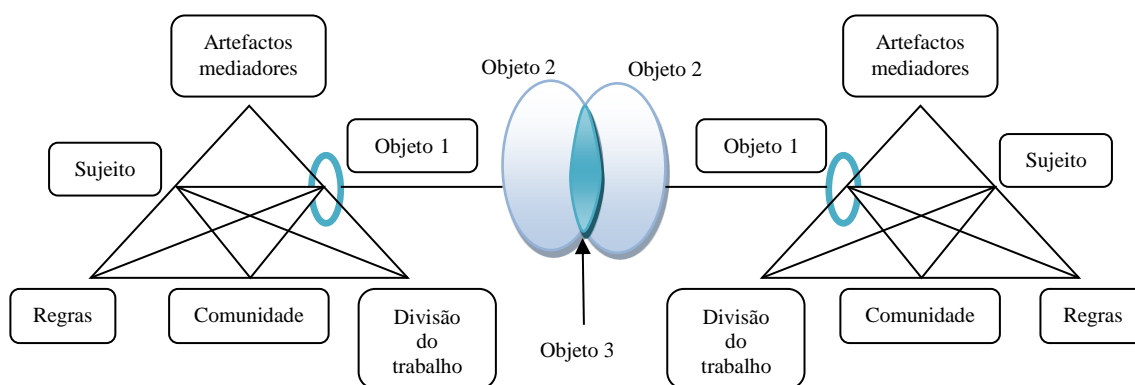 Artefactos
mediadores
Objeto 2
Objeto 2
Artefactos
mediadores
Sujeito
Objeto 1
Objeto 1
Sujeito
Regras
Comunidade
Divisão
do
trabalho
Objeto 3
Divisão
do
trabalho
Comunidade
Regras